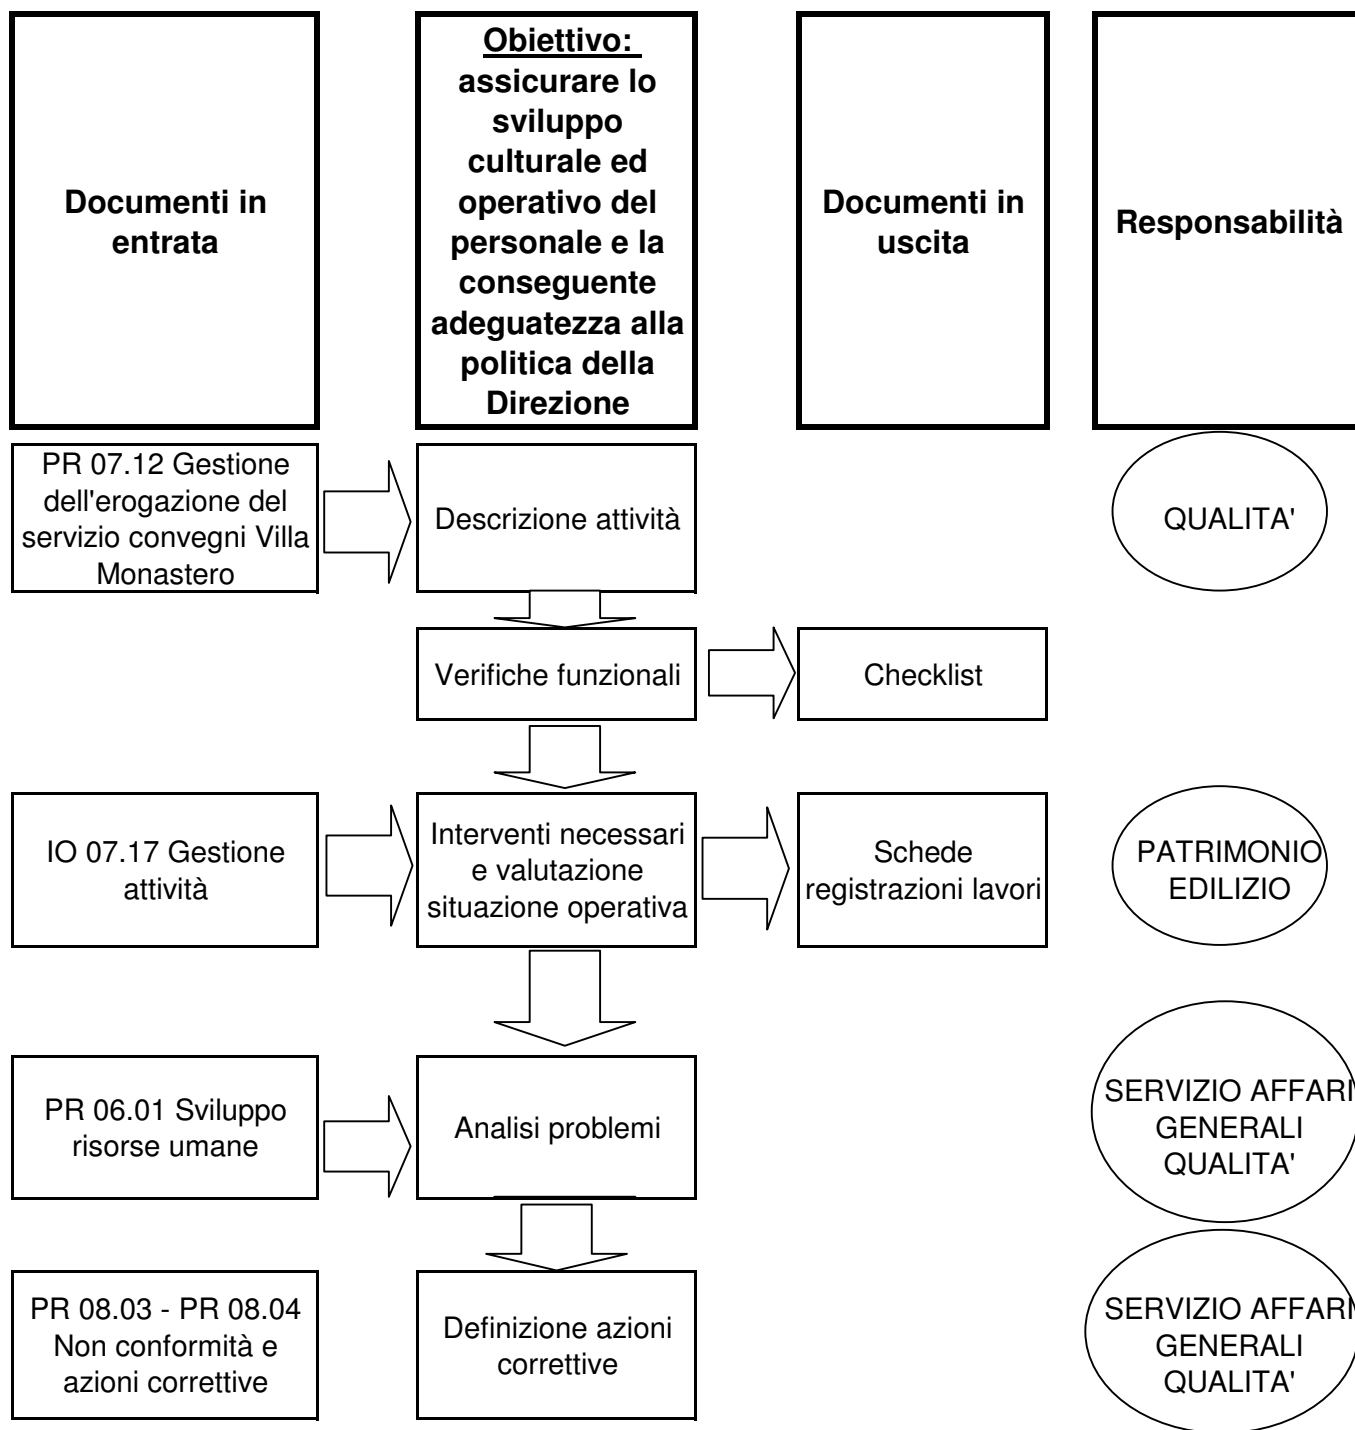 Documenti in
entrata
Obiettivo:
assicurare lo
sviluppo
culturale ed
operativo del
personale e la
conseguente
adeguatezza alla
politica della
Direzione
Documenti in
uscita
Responsabilità
PR 07.12 Gestione
dell'erogazione del
servizio convegni Villa
Monastero
Descrizione attività
QUALITA'
Verifiche funzionali
Checklist
IO 07.17 Gestione
attività
Interventi necessari
e valutazione
situazione operativa
Schede
registrazioni lavori
PATRIMONIO
EDILIZIO
PR 06.01 Sviluppo
risorse umane
Analisi problemi
SERVIZIO AFFARI
GENERALI
QUALITA'
PR 08.03 - PR 08.04
Non conformità e
azioni correttive
Definizione azioni
correttive
SERVIZIO AFFARI
GENERALI
QUALITA'